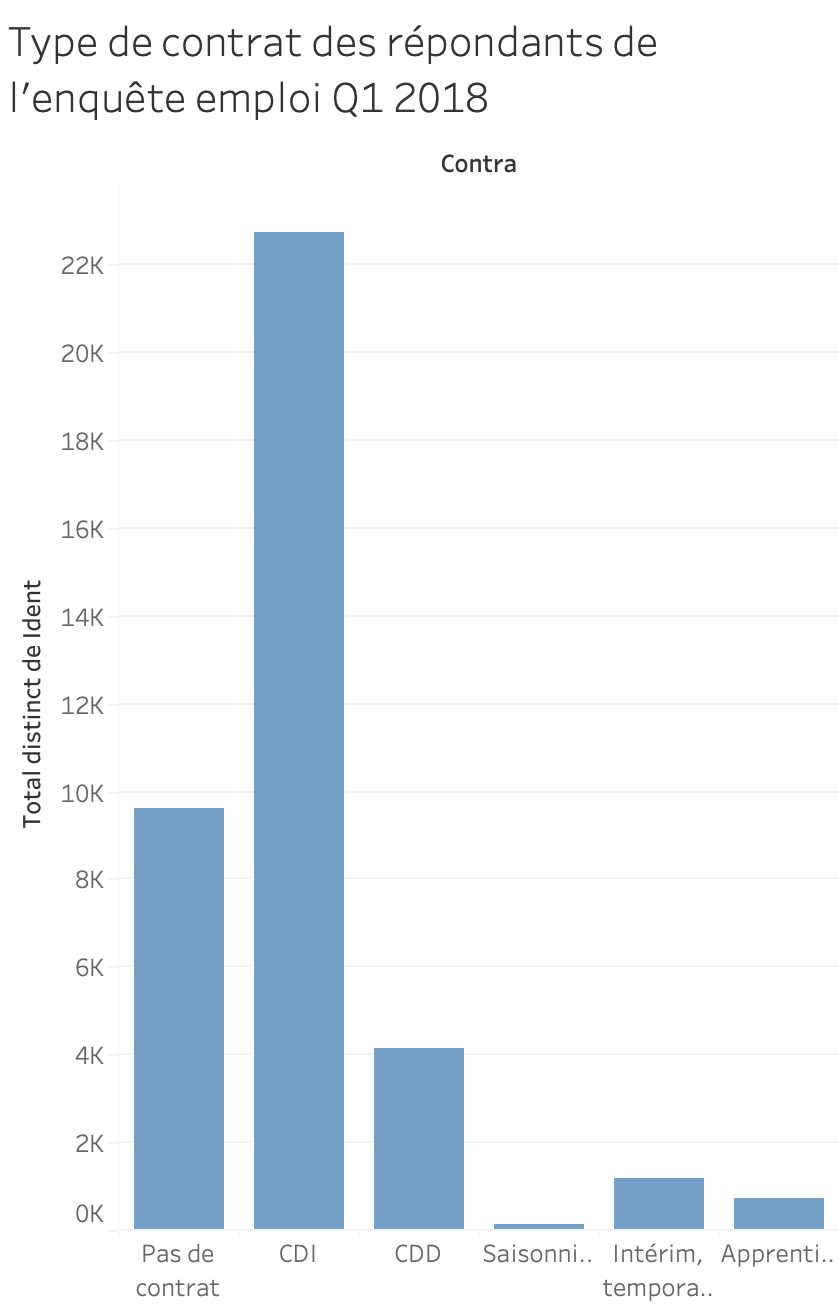 Type de contrat des répondants de
l’enquête emploi Q1 2018
Contra
Total distinct de Ident
22K
20K
18K
16K
14K
12K
10K
8K
6K
4K
2K
0K
Pas de contrat
CDI
CDD
Saisonni..
Intérim, tempora..
Apprenti..